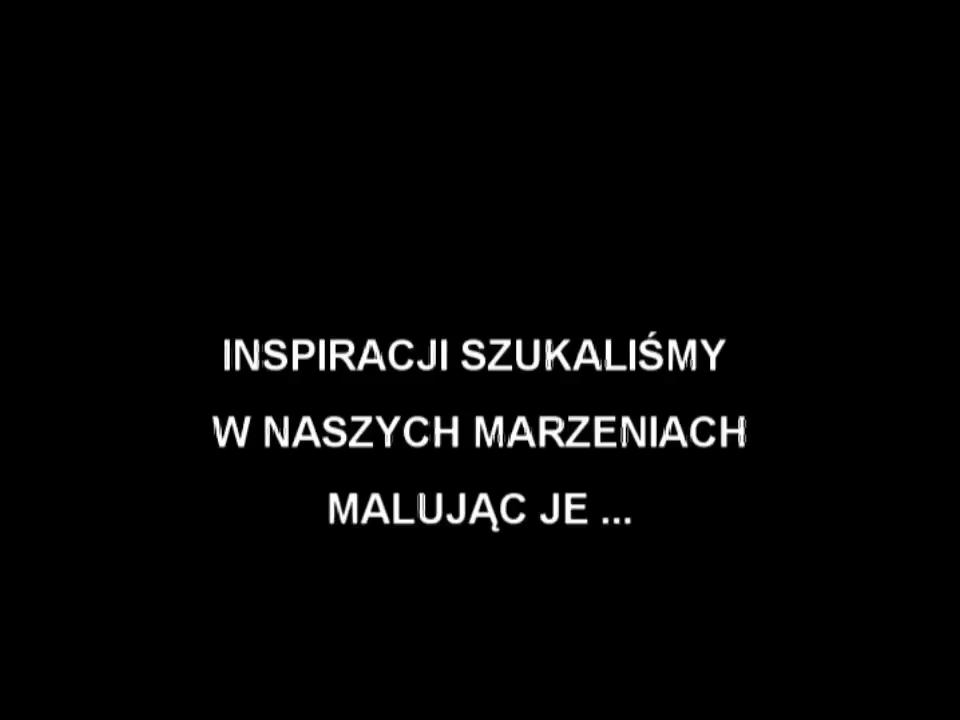 INSPIRACJI SZUKALIŚMY
W NASZYCH MARZENIACH
MALUJĄC JE ...